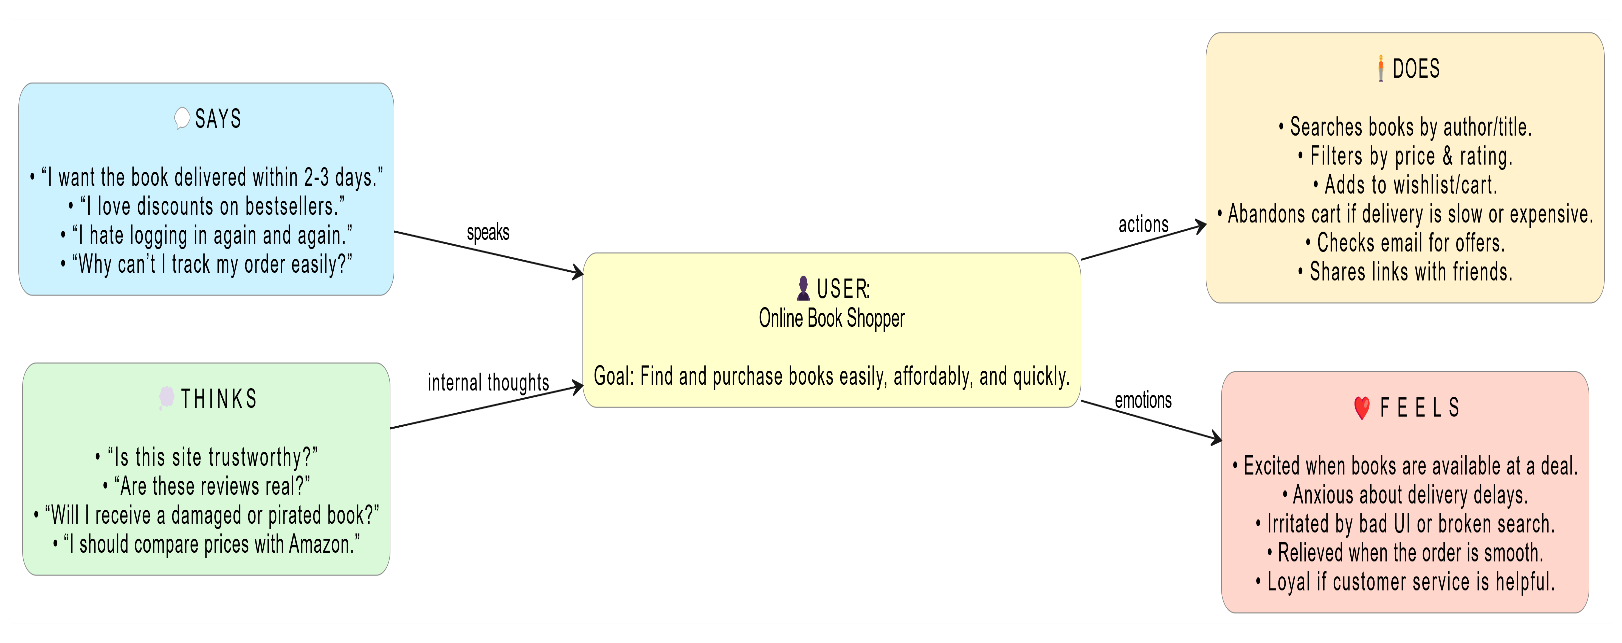 SAYS
• “I want the book delivered within 2-3 days.”
• “I love discounts on bestsellers.”
• “I hate logging in again and again.”
• “Why can’t I track my order easily?”
speaks
THINKS
• “Is this site trustworthy?”
• “Are these reviews real?”
• “Will I receive a damaged or pirated book?”
• “I should compare prices with Amazon.”
internal thoughts
USER:
Online Book Shopper
Goal: Find and purchase books easily, affordably, and quickly.
actions
DOES
• Searches books by author/title.
• Filters by price & rating.
• Adds to wishlist/cart.
• Abandons cart if delivery is slow or expensive.
• Checks email for offers.
• Shares links with friends.
emotions
FEELS
• Excited when books are available at a deal.
• Anxious about delivery delays.
• Irritated by bad UI or broken search.
• Relieved when the order is smooth.
• Loyal if customer service is helpful.